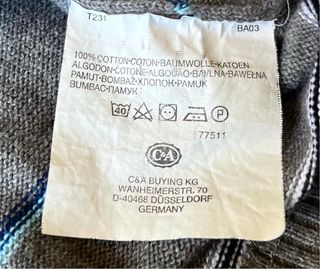 T231 BA03
100% COTTON-COTON-BAUMWOLLE-KATOEN
ALGODON-COTONE-ALGODÃO-BAVLNA-BAWEŁNA
PAMUT-BOMBAŽ-ХЛОПОК-PAMUK
BUMBAC-ПАМУК
40 P
77511
C&A
C&A BUYING KG
WANHEIMERSTR. 70
D-40468 DÜSSELDORF
GERMANY